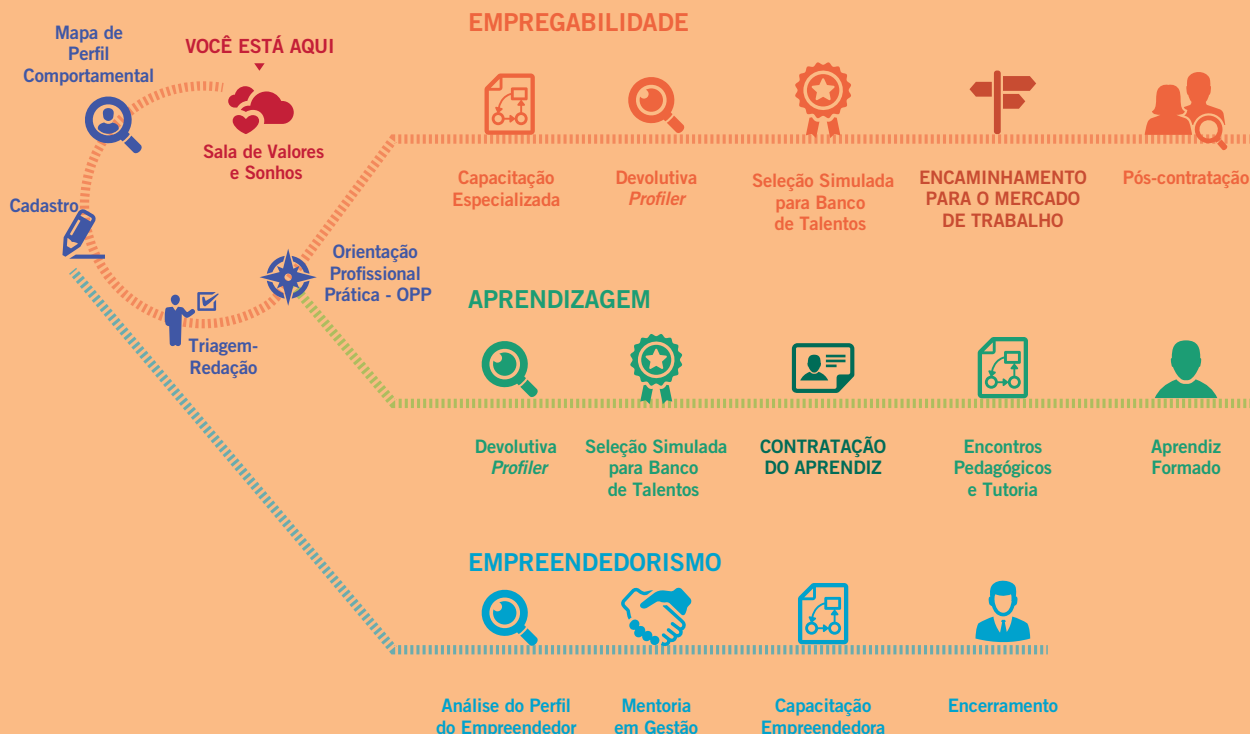 Mapa de
Perfil
Comportamental
VOCÊ ESTÁ AQUI
Sala de Valores
e Sonhos
Cadastro
Triagem-
Redação
Orientação
Profissional
Prática - OPP
EMPREGABILIDADE
Capacitação
Especializada
Devolutiva
Profiler
Seleção Simulada
para Banco
de Talentos
ENCAMINHAMENTO
PARA O MERCADO
DE TRABALHO
Pós-contratação
APRENDIZAGEM
Devolutiva
Profiler
Seleção Simulada
para Banco
de Talentos
CONTRATAÇÃO
DO APRENDIZ
Encontros
Pedagógicos
e Tutoria
Aprendiz
Formado
EMPREENDEDORISMO
Análise do Perfil
do Empreendedor
Mentoria
em Gestão
Capacitação
Empreendedora
Encerramento